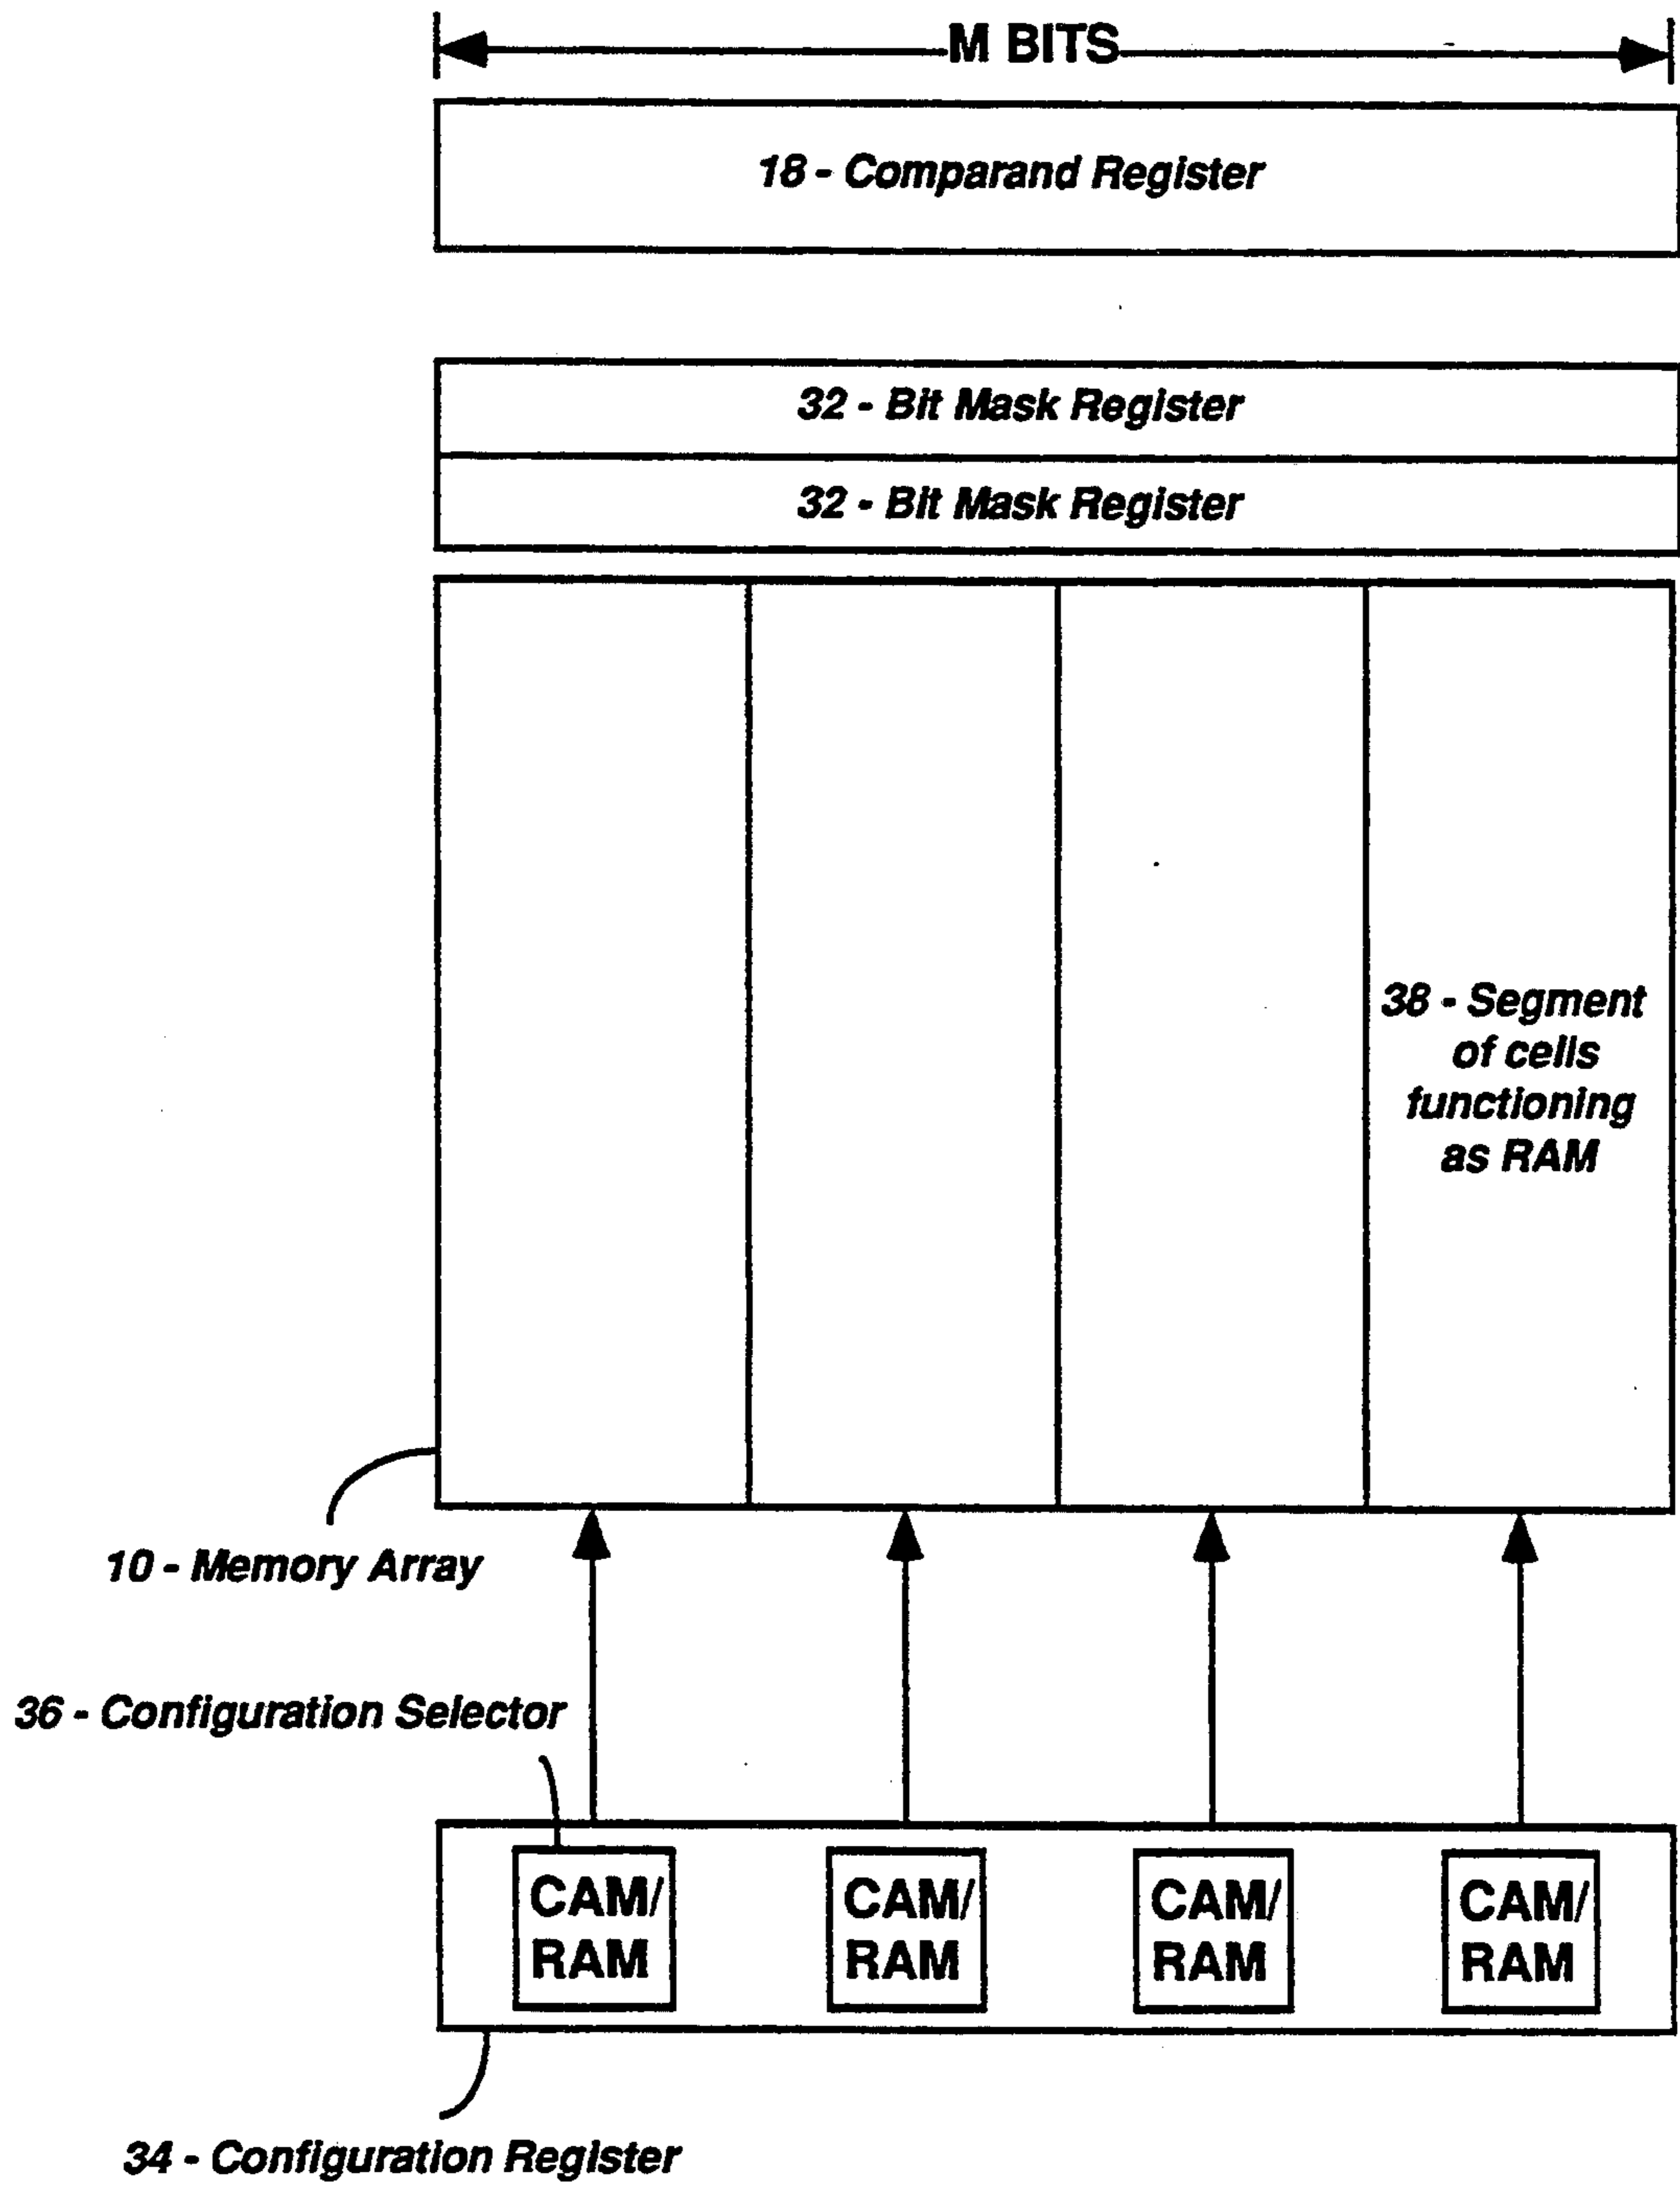 M BITS
18 - Comparand Register
32 - Bit Mask Register
32 - Bit Mask Register
38 - Segment
of cells
functioning
as RAM
10 - Memory Array
36 - Configuration Selector
CAM/
RAM
CAM/
RAM
CAM/
RAM
CAM/
RAM
34 - Configuration Register